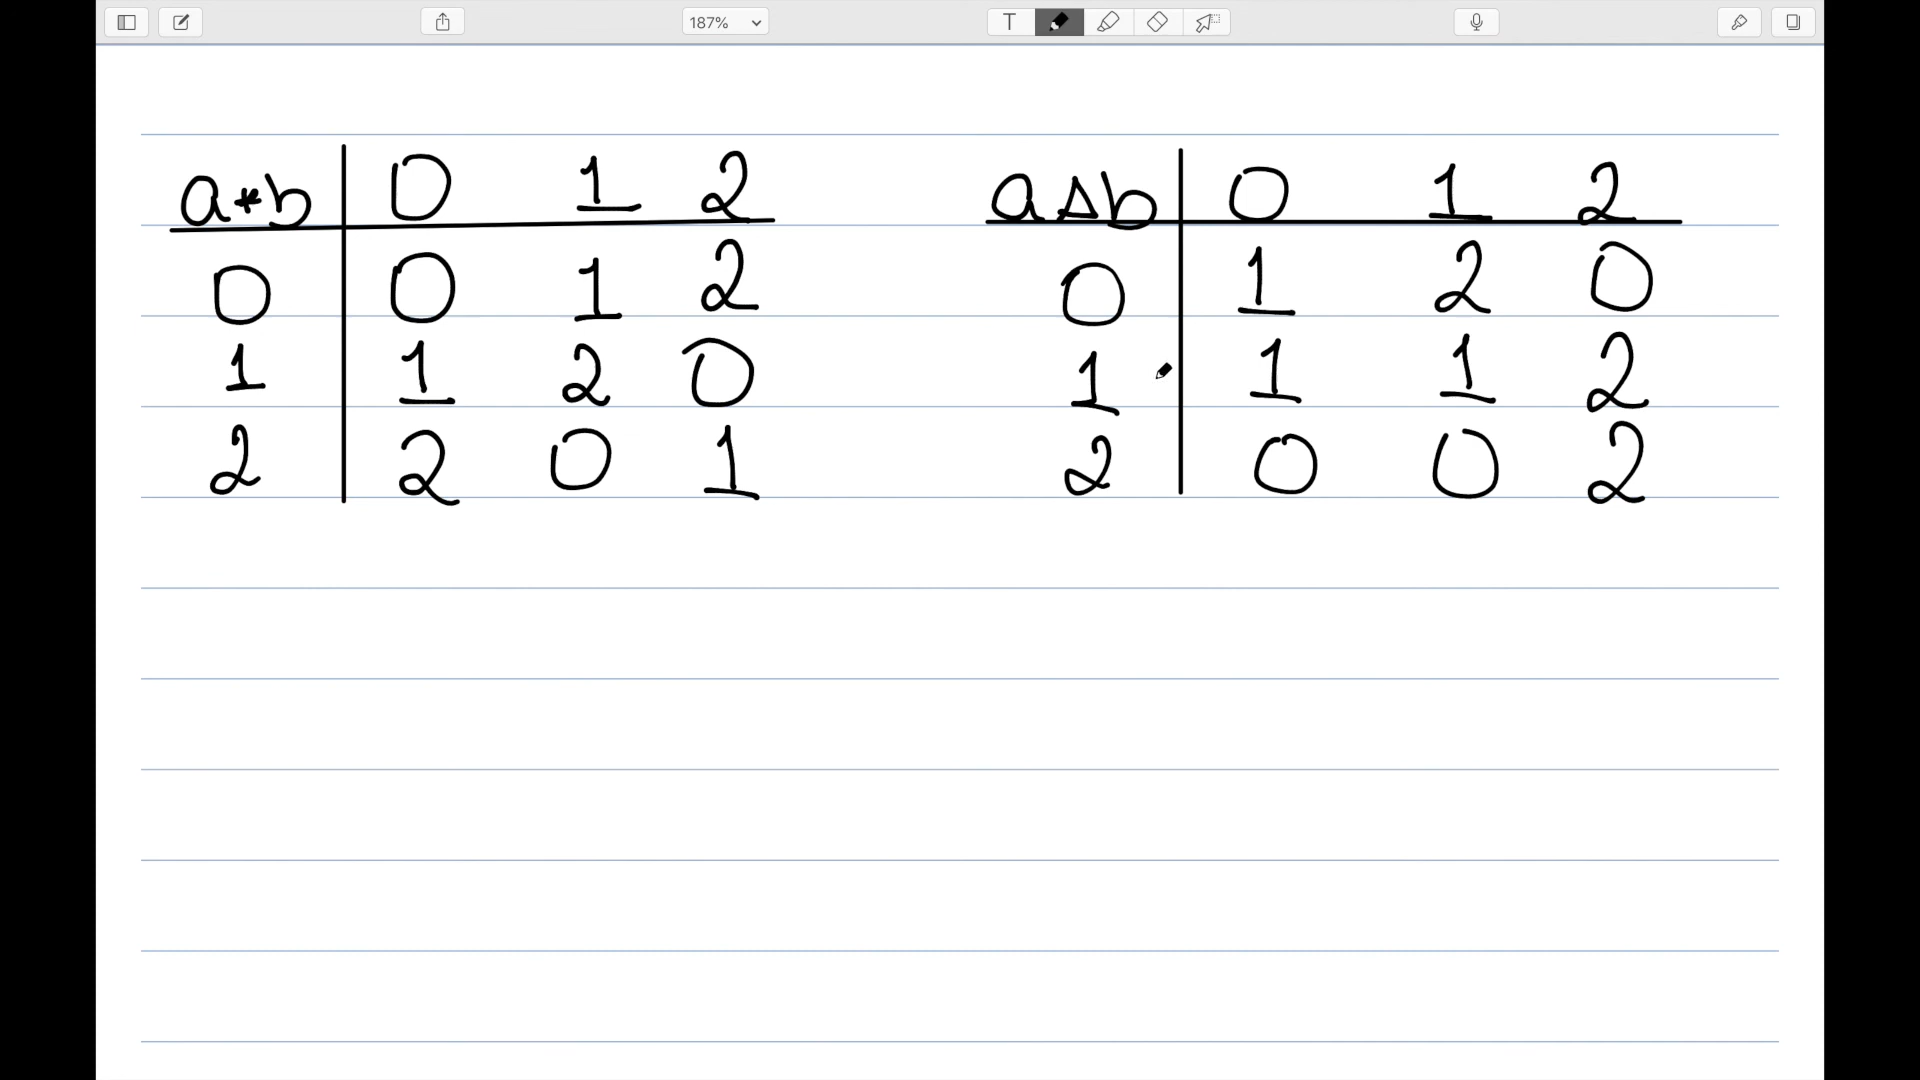 187%
T
a*b 0 1 2
0 0 1 2
1 1 2 0
2 2 0 1
a∆b 0 1 2
0 1 2 0
1 1 1 2
2 0 0 2